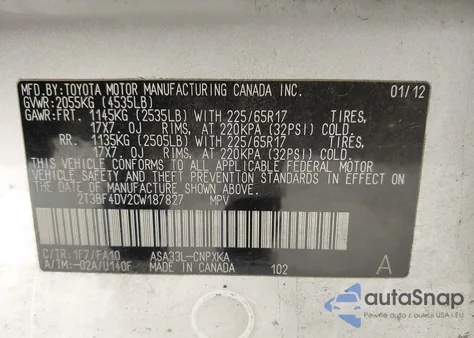 MFD.BY:TOYOTA MOTOR MANUFACTURING CANADA INC.
GVWR:2055KG (4535LB) 01/12
GAWR:FRT. 1145KG (2535LB) WITH 225/65R17 TIRES,
17X7.0J RIMS, AT 220KPA (32PSI) COLD.
RR. 1135KG (2505LB) WITH 225/65R17 TIRES,
17X7.0J RIMS, AT 220KPA (32PSI) COLD.
THIS VEHICLE CONFORMS TO ALL APPLICABLE FEDERAL MOTOR
VEHICLE SAFETY AND THEFT PREVENTION STANDARDS IN EFFECT
ON THE DATE OF MANUFACTURE SHOWN ABOVE.
2T3BF4DV2CW187827 MPV
C/TR:1F7/FA10 ASA33L-CNPXKA
A/TM:-02A/U140F MADE IN CANADA 102 A
autoSnap
Pewne auto z USA i EU